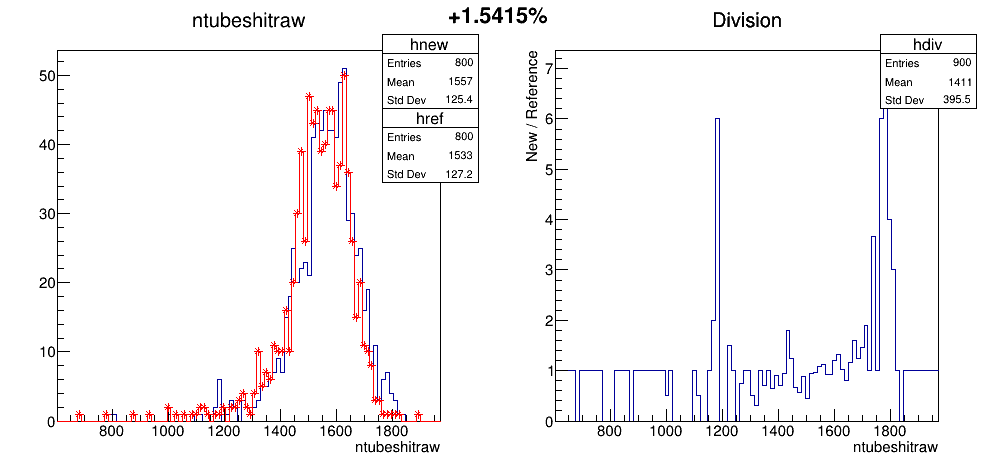 +1.5415%
ntubeshitraw
hnew
Entries 800
Mean 1557
Std Dev 125.4
href
Entries 800
Mean 1533
Std Dev 127.2
50
40
30
20
10
0
800 1000 1200 1400 1600 1800
ntubeshitraw
Division
hdiv
Entries 900
Mean 1411
Std Dev 395.5
New / Reference
7
6
5
4
3
2
1
0
800 1000 1200 1400 1600 1800
ntubeshitraw